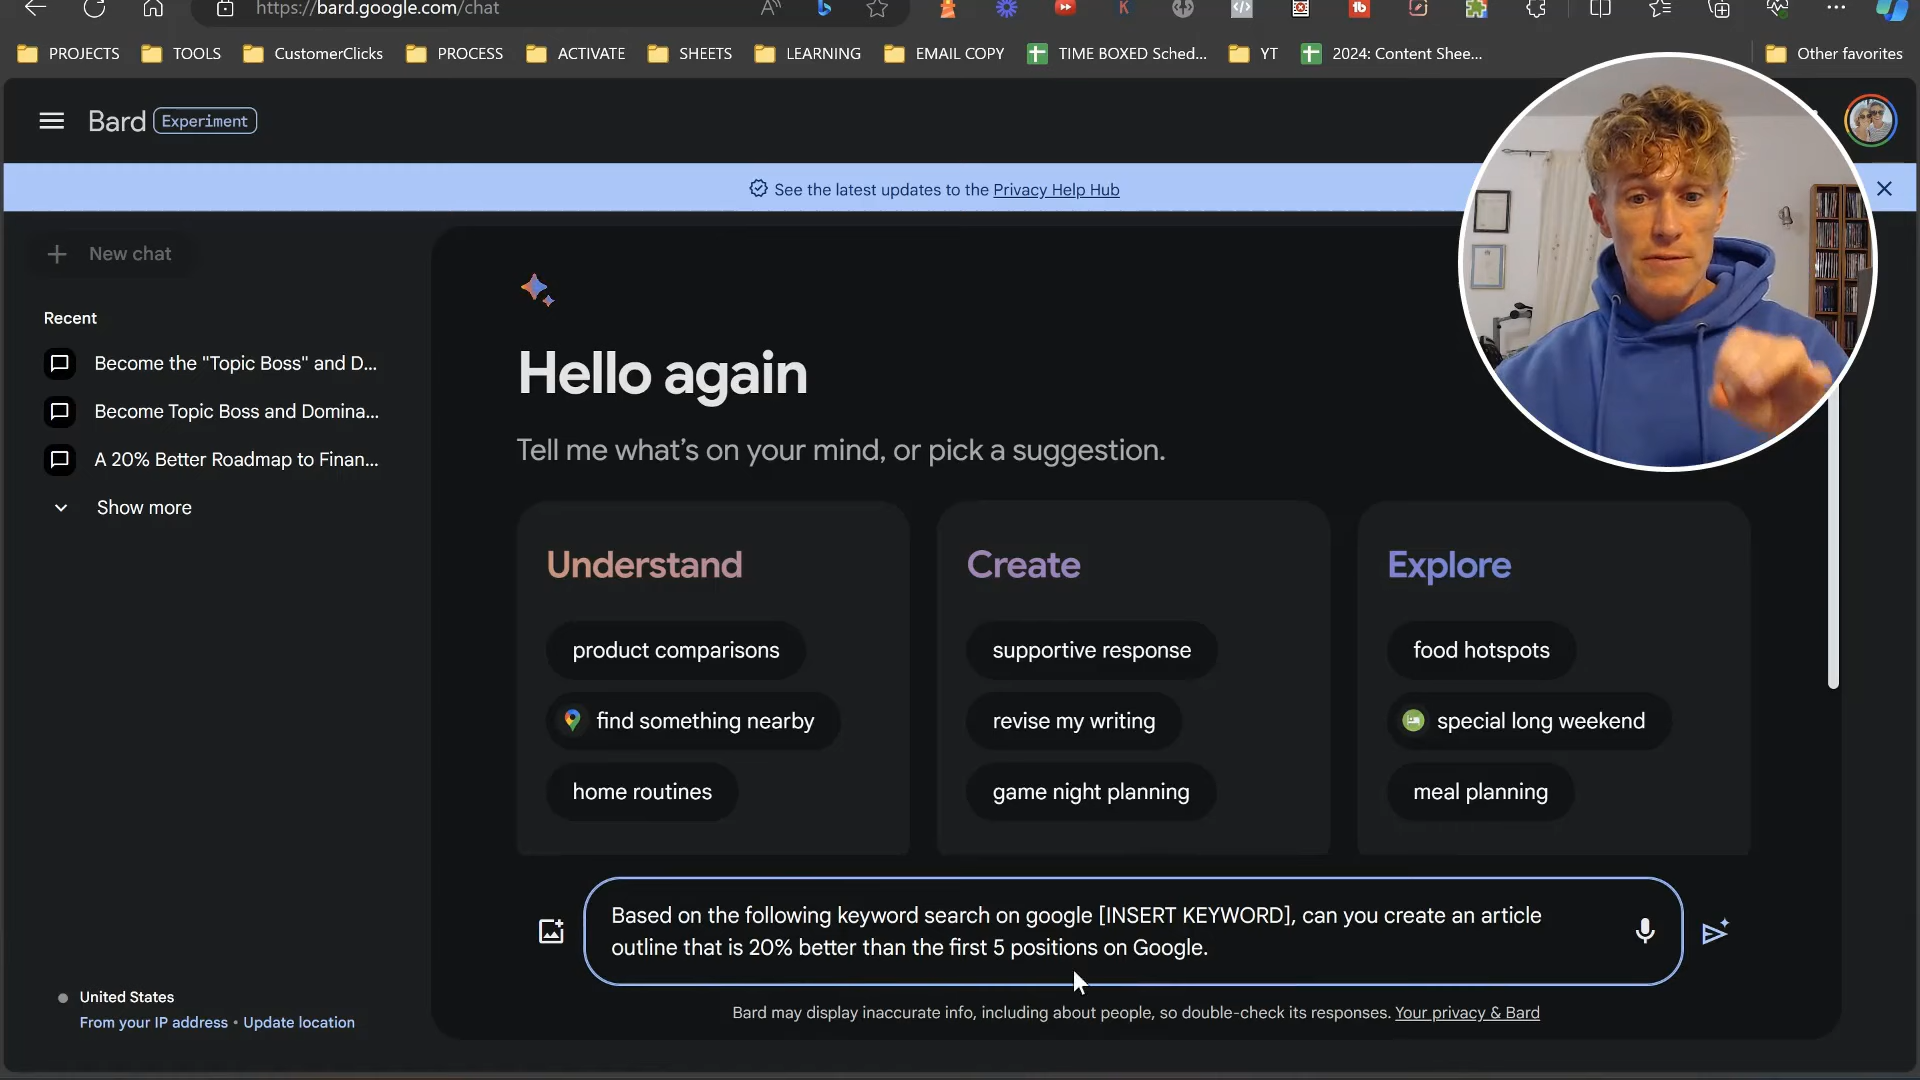 https://bard.google.com/chat
PROJECTS
TOOLS
CustomerClicks
PROCESS
ACTIVATE
SHEETS
LEARNING
EMAIL COPY
TIME BOXED Sched...
YT
2024: Content Shee...
Other favorites
Bard Experiment
See the latest updates to the Privacy Help Hub
New chat
Recent
Become the "Topic Boss" and D...
Become Topic Boss and Domina...
A 20% Better Roadmap to Finan...
Show more
Hello again
Tell me what's on your mind, or pick a suggestion.
Understand
product comparisons
find something nearby
home routines
Create
supportive response
revise my writing
game night planning
Explore
food hotspots
special long weekend
meal planning
Based on the following keyword search on google [INSERT KEYWORD], can you create an article
outline that is 20% better than the first 5 positions on Google.
Bard may display inaccurate info, including about people, so double-check its responses. Your privacy & Bard
United States
From your IP address • Update location